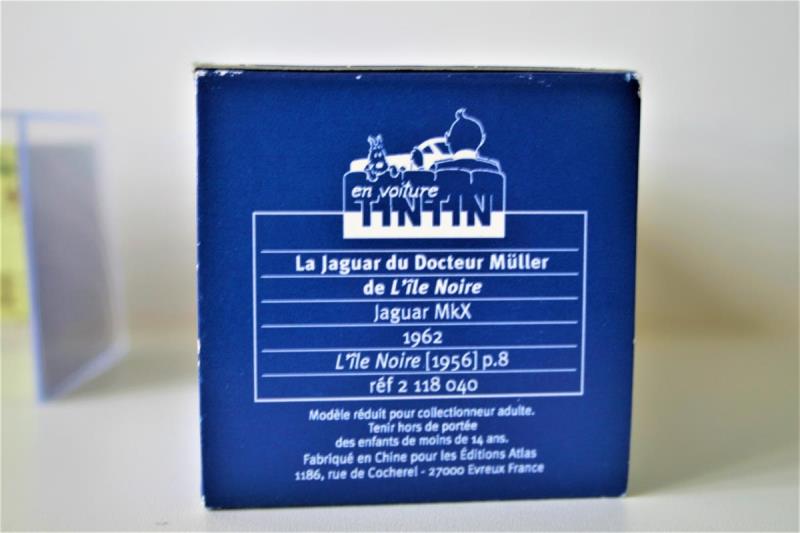 en voiture
TINTIN
La Jaguar du Docteur Müller
de L'île Noire
Jaguar MkX
1962
L'île Noire [1956] p.8
réf 2 118 040
Modèle réduit pour collectionneur adulte.
Tenir hors de portée
des enfants de moins de 14 ans.
Fabriqué en Chine pour les Éditions Atlas
1186, rue de Cocherel - 27000 Evreux France